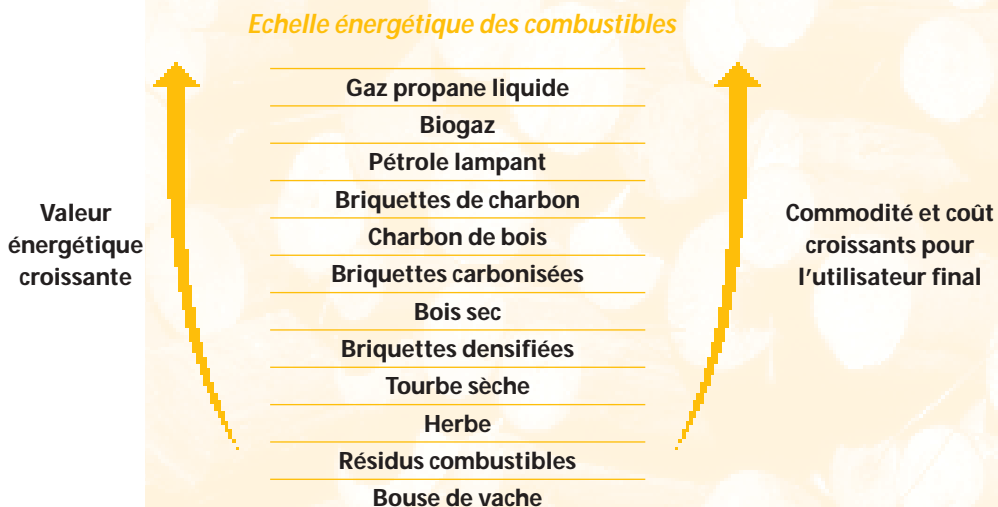 Echelle énergétique des combustibles
Gaz propane liquide
Biogaz
Pétrole lampant
Briquettes de charbon
Charbon de bois
Briquettes carbonisées
Bois sec
Briquettes densifiées
Tourbe sèche
Herbe
Résidus combustibles
Bouse de vache
Valeur
énergétique
croissante
Commodité et coût
croissants pour
l'utilisateur final